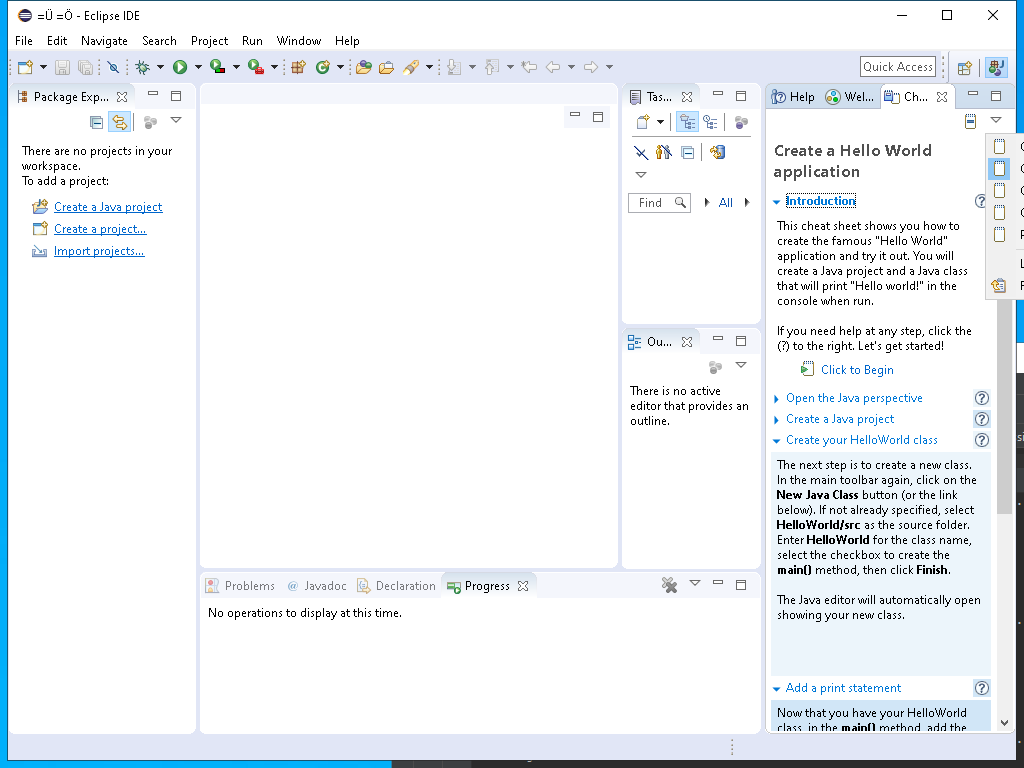 =Ü =Ö - Eclipse IDE
File Edit Navigate Search Project Run Window Help
Quick Access
Package Exp...
There are no projects in your
workspace.
To add a project:
Create a Java project
Create a project...
Import projects...
Tas...
Find
All
Ou...
There is no active
editor that provides an
outline.
Problems @ Javadoc Declaration Progress
No operations to display at this time.
Help Wel... Ch...
Create a Hello World
application
Introduction
This cheat sheet shows you how to
create the famous "Hello World"
application and try it out. You will
create a Java project and a Java class
that will print "Hello world!" in the
console when run.
If you need help at any step, click the
(?) to the right. Let's get started!
Click to Begin
Open the Java perspective
Create a Java project
Create your HelloWorld class
The next step is to create a new class.
In the main toolbar again, click on the
New Java Class button (or the link
below). If not already specified, select
HelloWorld/src as the source folder.
Enter HelloWorld for the class name,
select the checkbox to create the
main() method, then click Finish.
The Java editor will automatically open
showing your new class.
Add a print statement
Now that you have your HelloWorld
class, in the main() method, add the